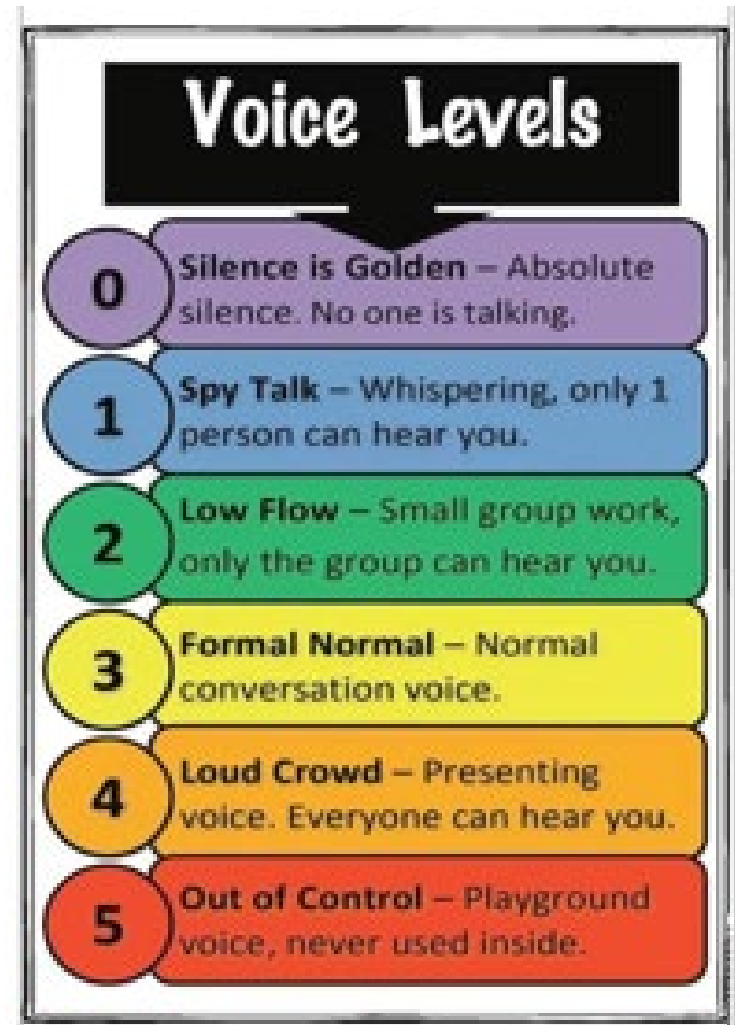 Voice Levels
0
Silence is Golden – Absolute
silence. No one is talking.
1
Spy Talk – Whispering, only 1
person can hear you.
2
Low Flow – Small group work,
only the group can hear you.
3
Formal Normal – Normal
conversation voice.
4
Loud Crowd – Presenting
voice. Everyone can hear you.
5
Out of Control – Playground
voice, never used inside.